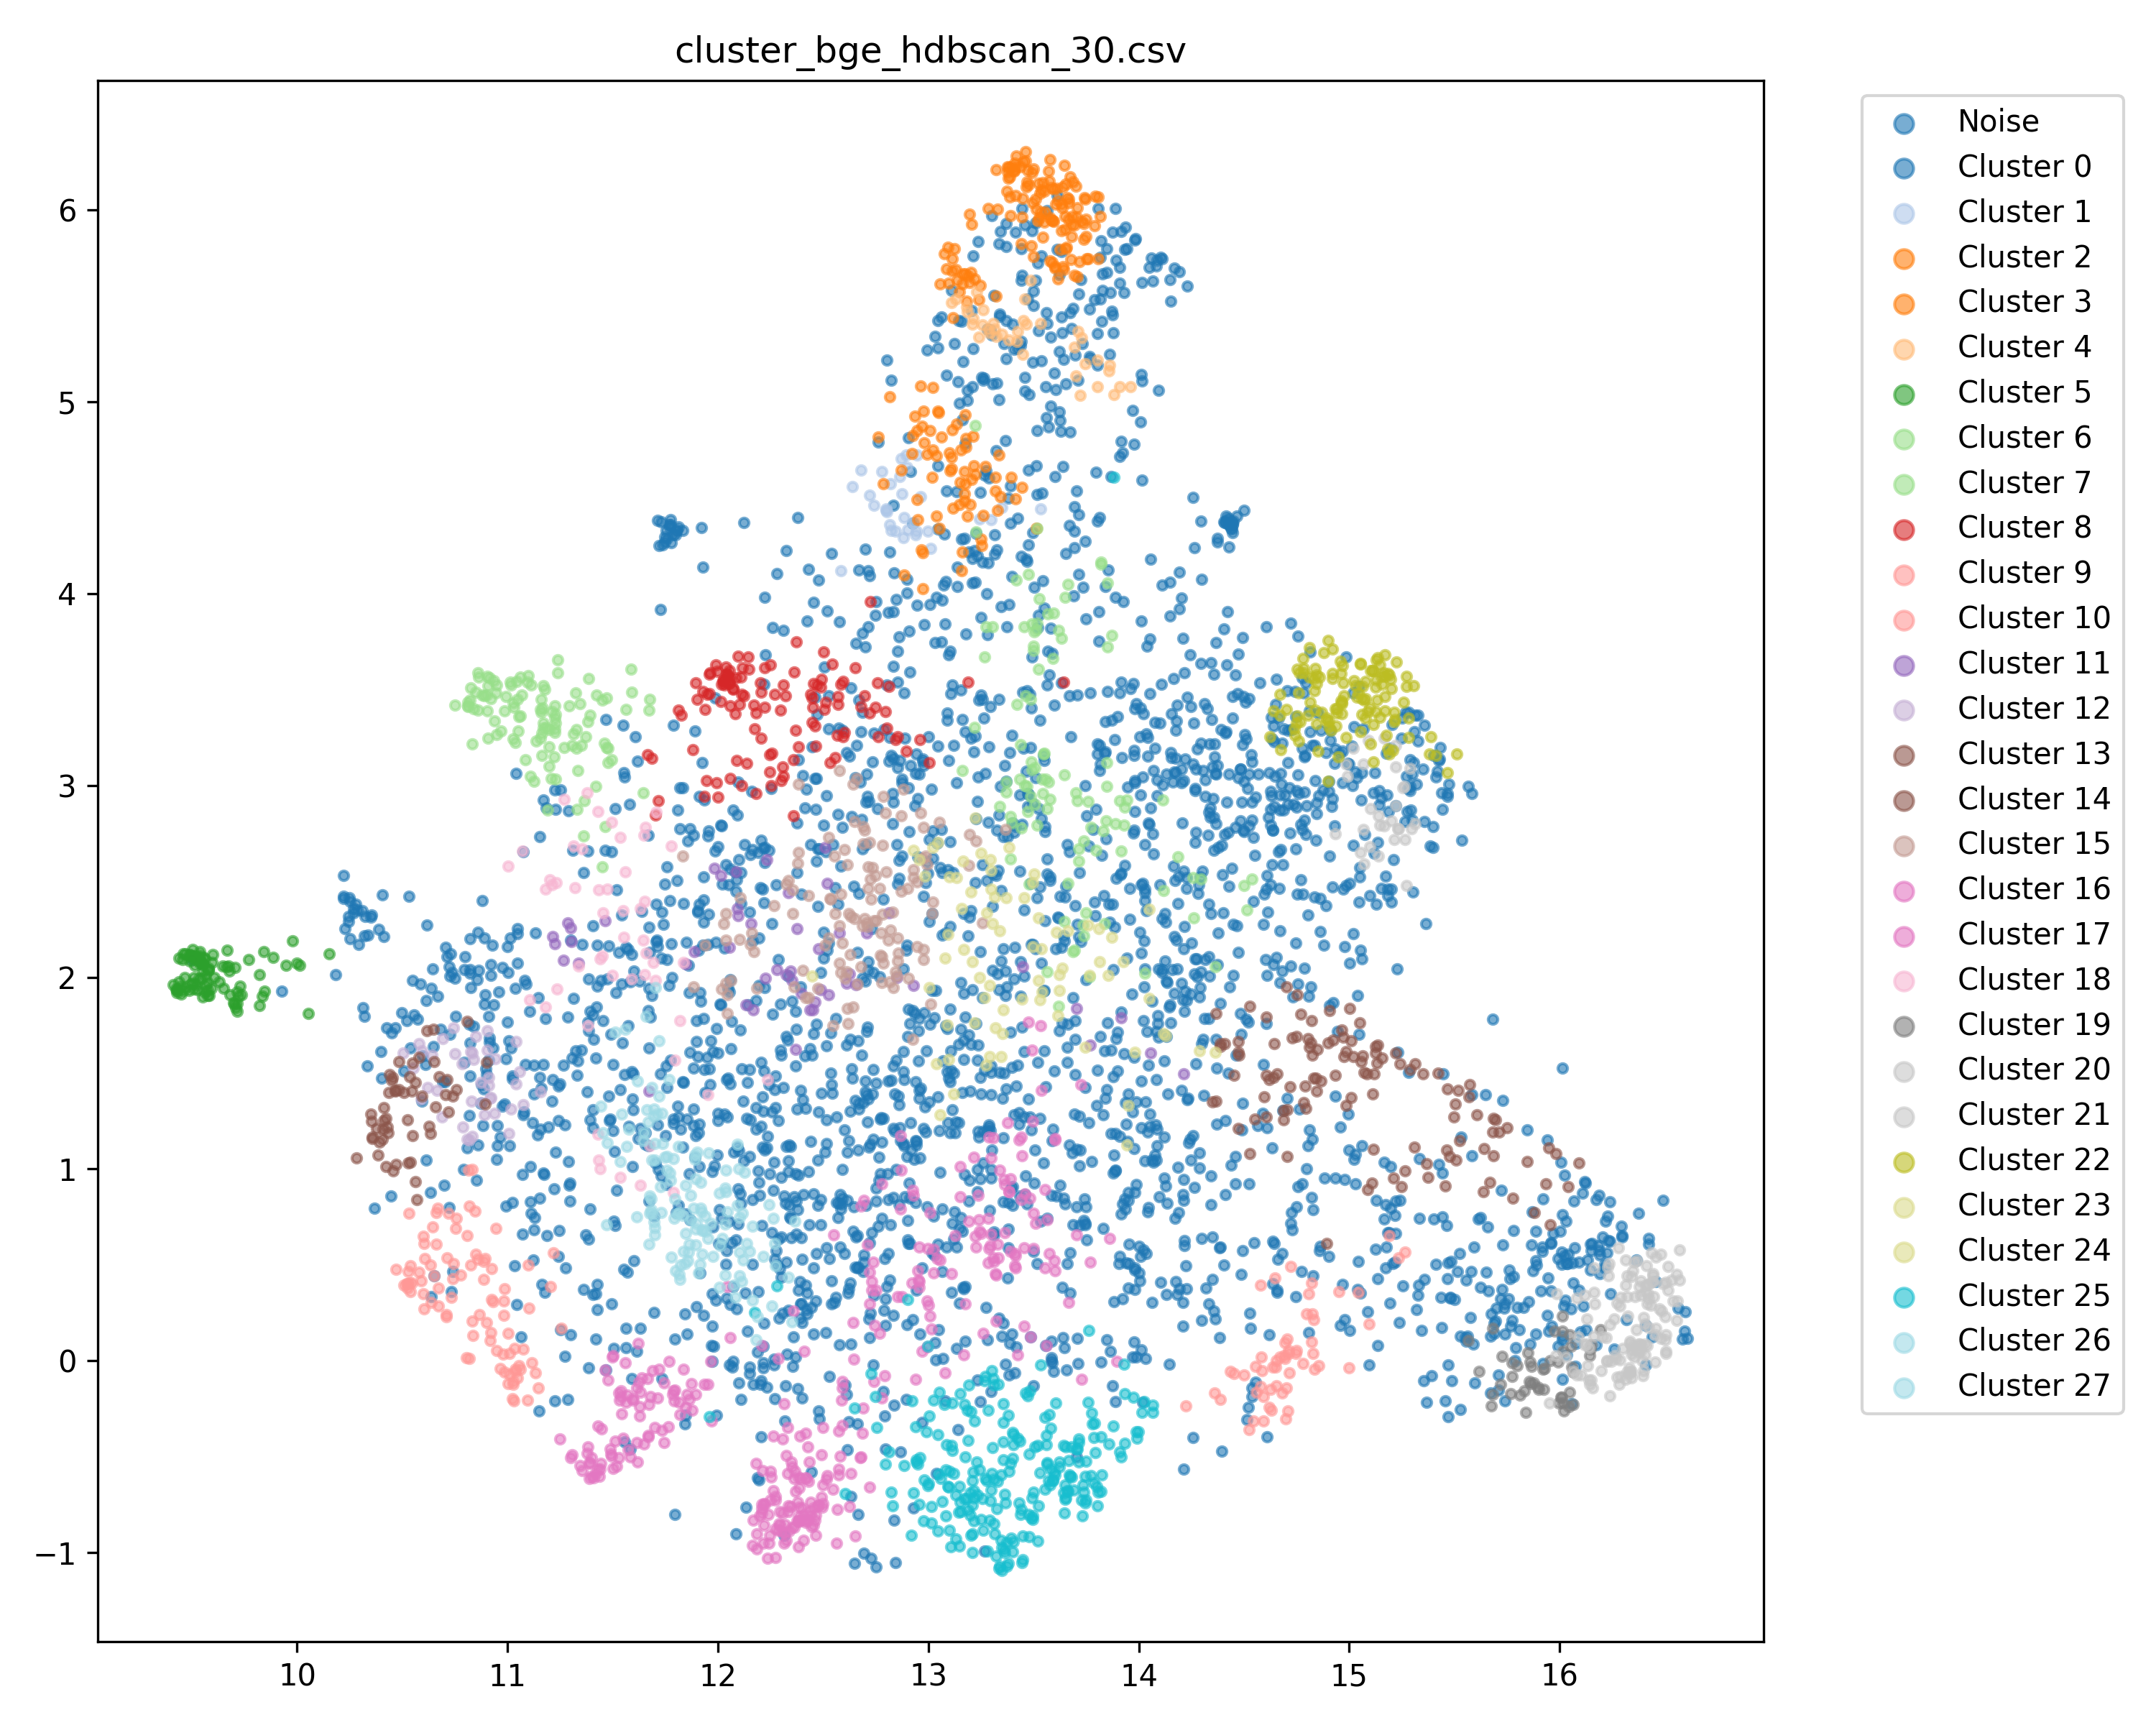 cluster_bge_hdbscan_30.csv
6
5
4
3
2
1
0
−1
10 11 12 13 14 15 16
Noise
Cluster 0
Cluster 1
Cluster 2
Cluster 3
Cluster 4
Cluster 5
Cluster 6
Cluster 7
Cluster 8
Cluster 9
Cluster 10
Cluster 11
Cluster 12
Cluster 13
Cluster 14
Cluster 15
Cluster 16
Cluster 17
Cluster 18
Cluster 19
Cluster 20
Cluster 21
Cluster 22
Cluster 23
Cluster 24
Cluster 25
Cluster 26
Cluster 27